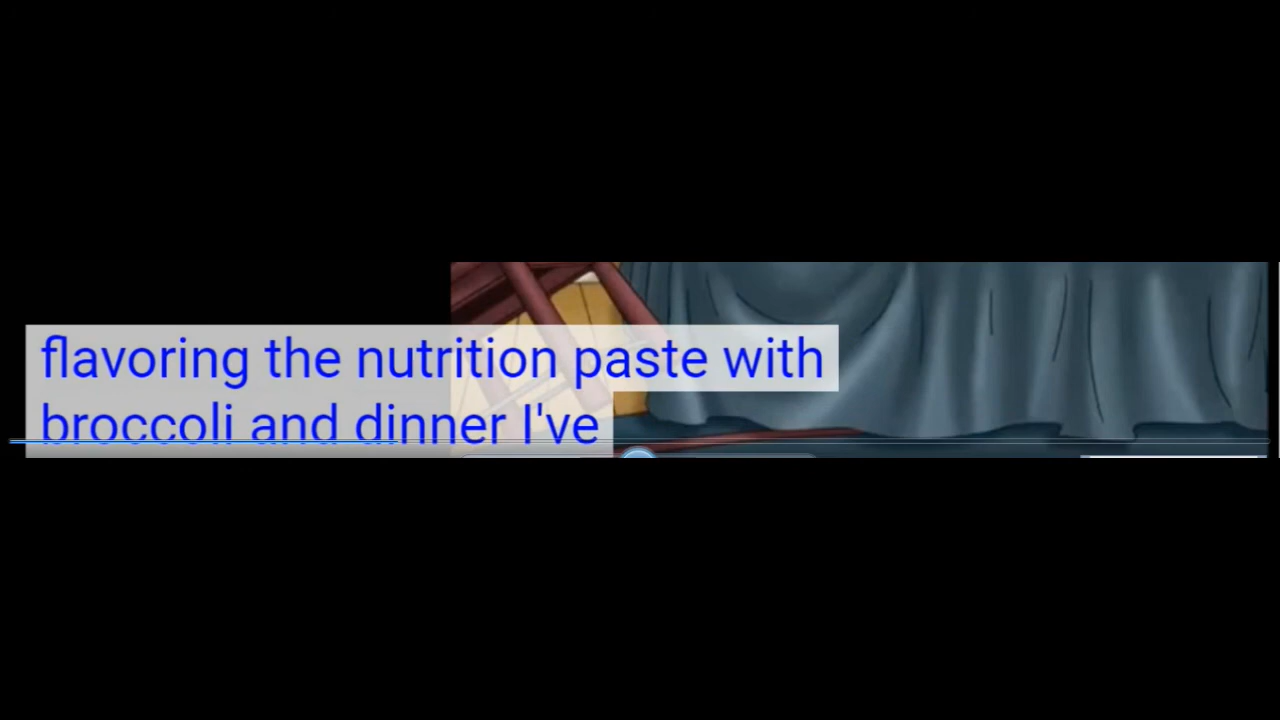 flavoring the nutrition paste with
broccoli and dinner I've